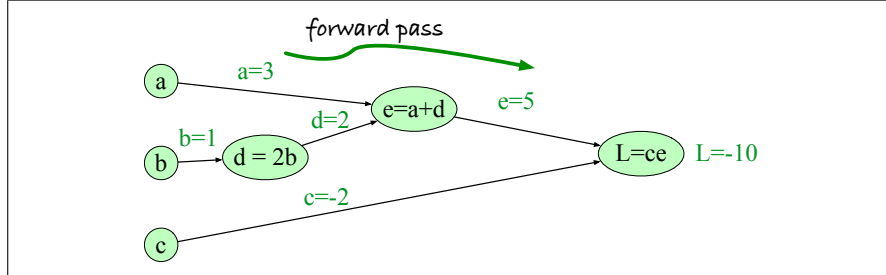 forward pass
a
a=3
e=a+d
e=5
b
b=1
d = 2b
d=2
L=ce
L=-10
c=-2
c